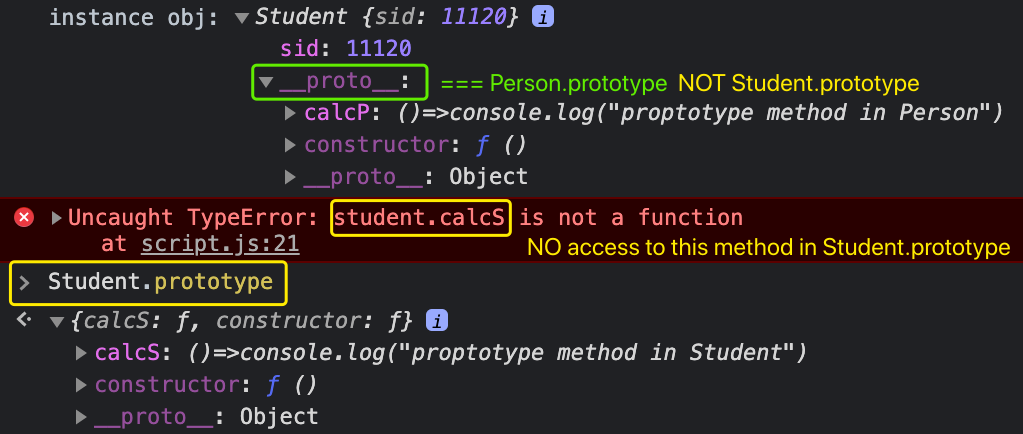 instance obj: ▼Student {sid: 11120} i
sid: 11120
▼__proto__: === Person.prototype NOT Student.prototype
▶calcP: ()=>console.log("proptotype method in Person")
▶constructor: ƒ ()
▶__proto__: Object
▶Uncaught TypeError: student.calcS is not a function
at script.js:21 NO access to this method in Student.prototype
> Student.prototype
▼{calcS: ƒ, constructor: ƒ} i
▶calcS: ()=>console.log("proptotype method in Student")
▶constructor: ƒ ()
▶__proto__: Object